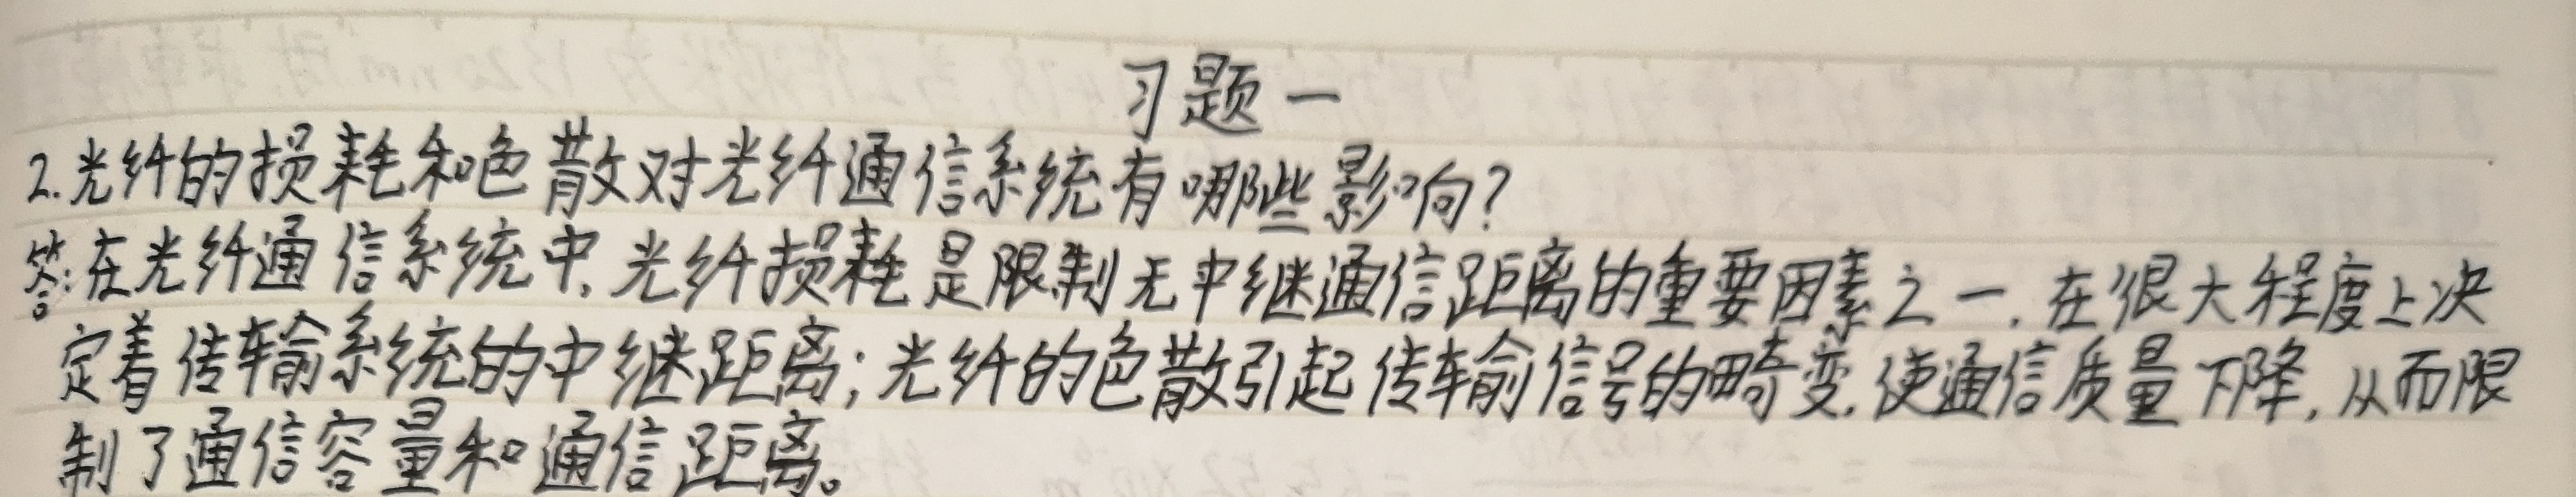 习题一
2.光纤的损耗和色散对光纤通信系统有哪些影响?
答:在光纤通信系统中,光纤损耗是限制无中继通信距离的重要因素之一,在很大程度上决
定着传输系统的中继距离;光纤的色散引起传输信号的畸变,使通信质量下降,从而限
制了通信容量和通信距离。